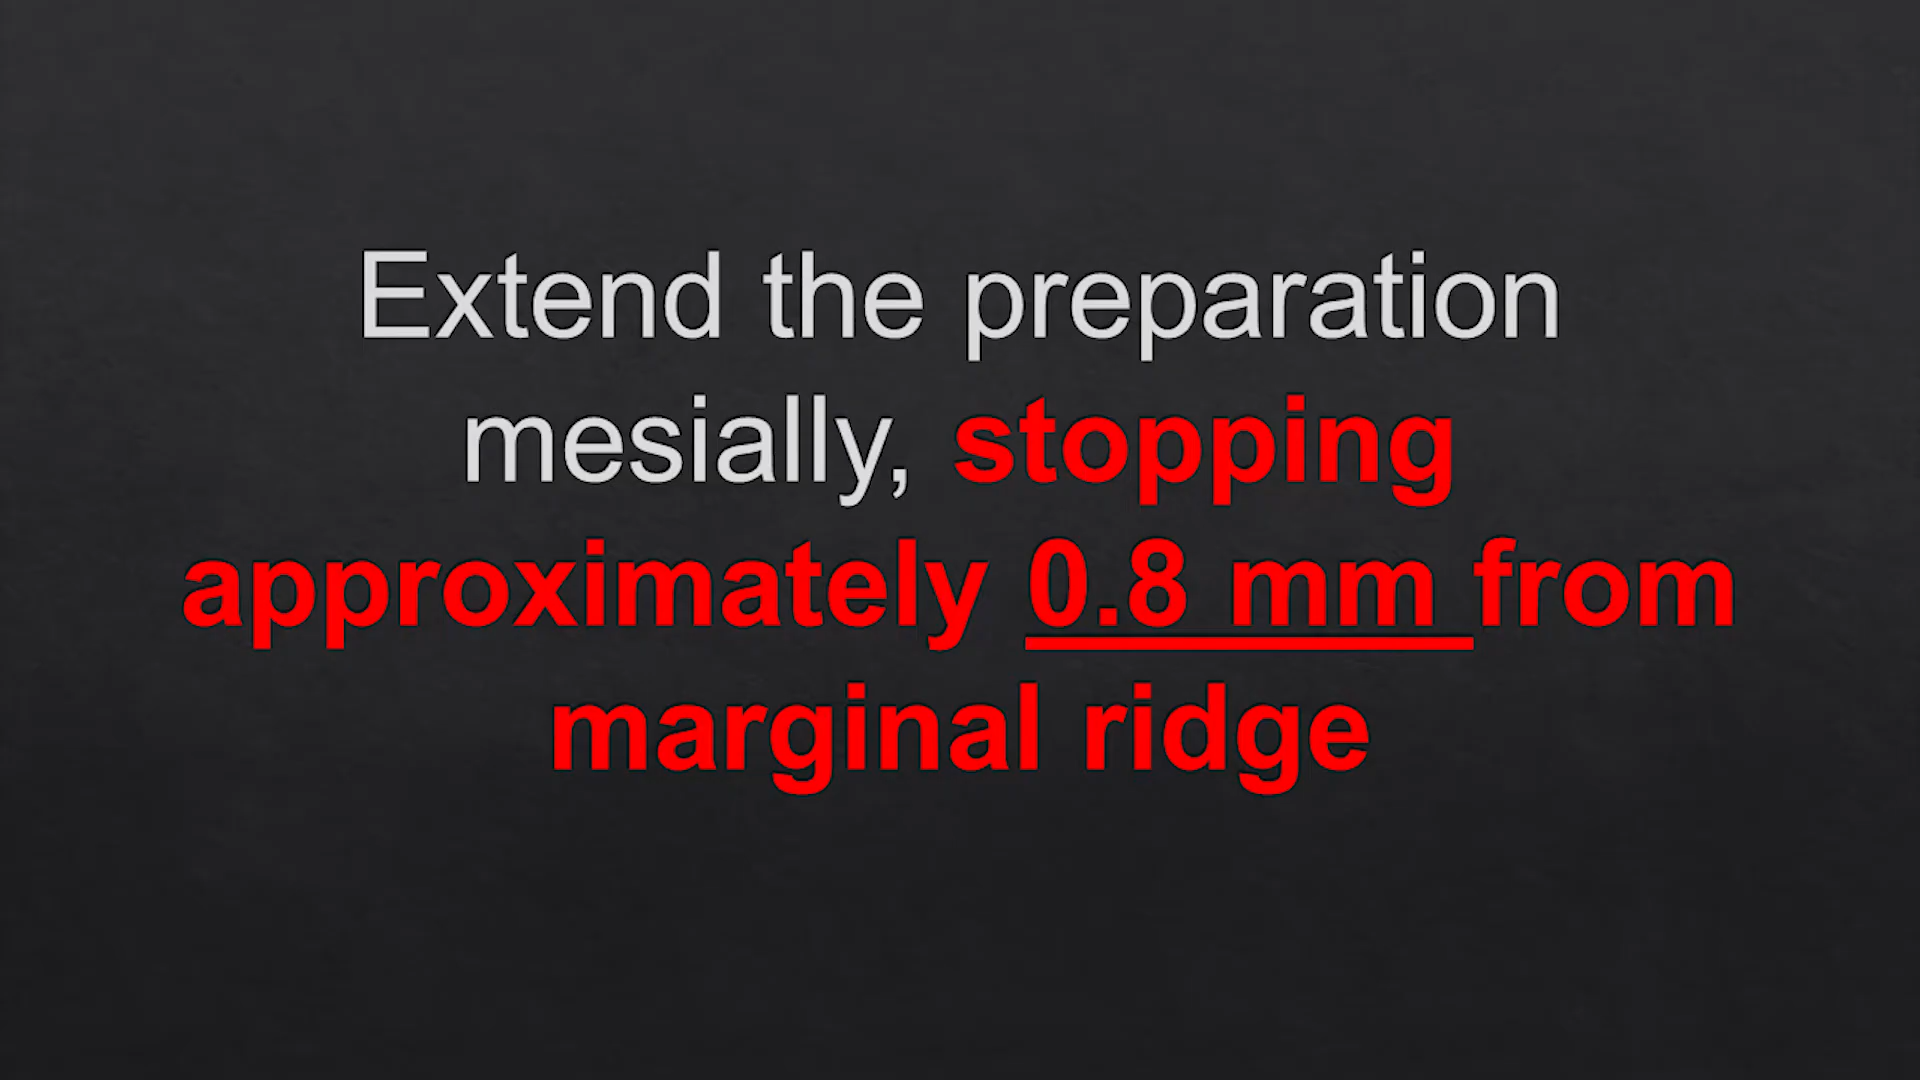 Extend the preparation
mesially, stopping
approximately 0.8 mm from
marginal ridge